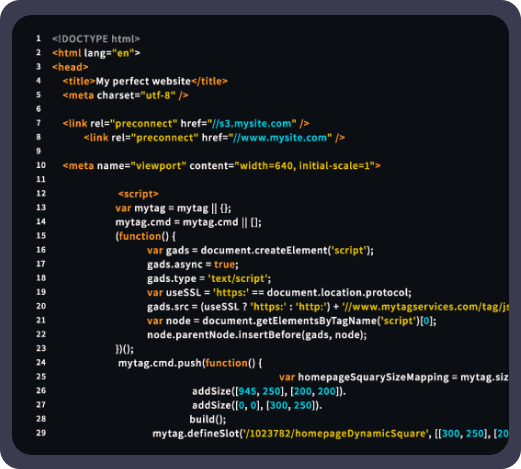 1 <!DOCTYPE html>
2 <html lang="en">
3 <head>
4 <title>My perfect website</title>
5 <meta charset="utf-8" />
6
7 <link rel="preconnect" href="//s3.mysite.com" />
8 <link rel="preconnect" href="//www.mysite.com" />
9
10 <meta name="viewport" content="width=640, initial-scale=1">
11
12 <script>
13 var mytag = mytag || {};
14 mytag.cmd = mytag.cmd || [];
15 (function() {
16 var gads = document.createElement('script');
17 gads.async = true;
18 gads.type = 'text/script';
19 var useSSL = 'https:' == document.location.protocol;
20 gads.src = (useSSL ? 'https:' : 'http:') + '//www.mytagservices.com/tag/js
21 var node = document.getElementsByTagName('script')[0];
22 node.parentNode.insertBefore(gads, node);
23 })();
24 mytag.cmd.push(function() {
25 var homepageSquarySizeMapping = mytag.siz
26 addSize([945, 250], [200, 200]).
27 addSize([0, 0], [300, 250]).
28 build();
29 mytag.defineSlot('/1023782/homepageDynamicSquare', [[300, 250], [20